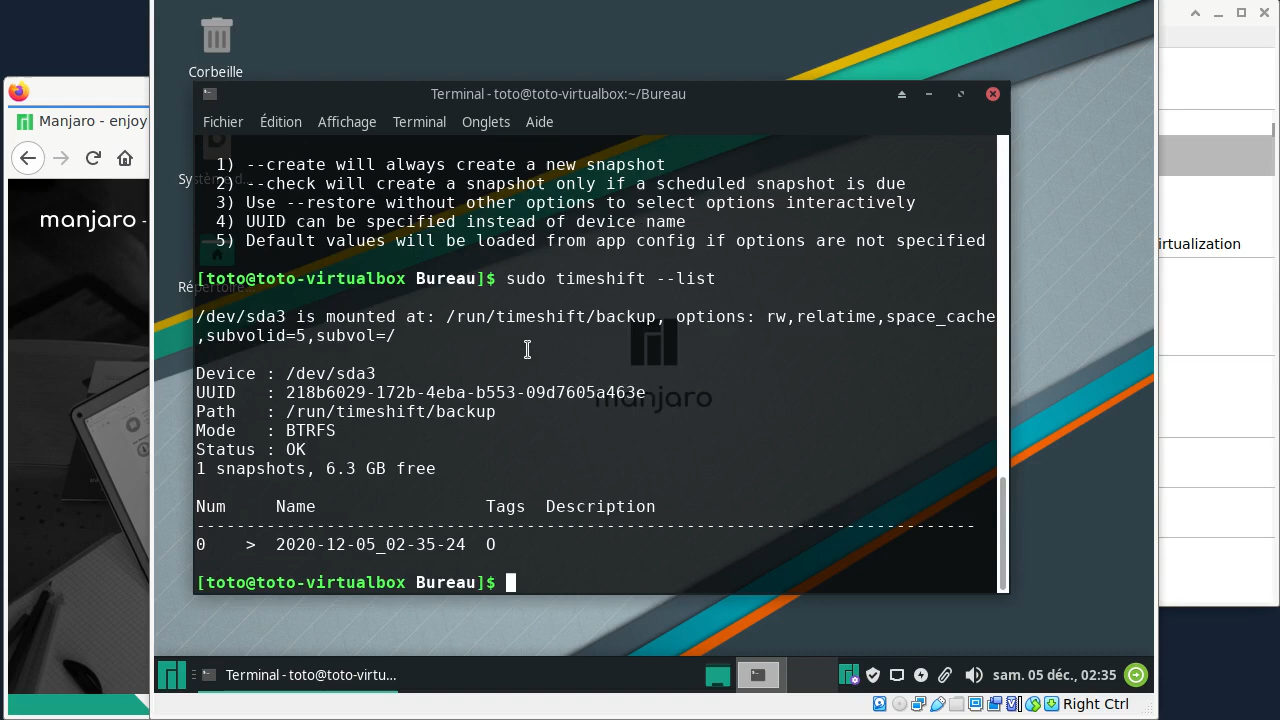 Corbeille
Manjaro - enjoy
manjaro -
Terminal - toto@toto-virtualbox:~/Bureau
Fichier Édition Affichage Terminal Onglets Aide
1) --create will always create a new snapshot
2) --check will create a snapshot only if a scheduled snapshot is due
3) Use --restore without other options to select options interactively
4) UUID can be specified instead of device name
5) Default values will be loaded from app config if options are not specified
[toto@toto-virtualbox Bureau]$ sudo timeshift --list
/dev/sda3 is mounted at: /run/timeshift/backup, options: rw,relatime,space_cache
,subvolid=5,subvol=/
Device : /dev/sda3
UUID   : 218b6029-172b-4eba-b553-09d7605a463e
Path   : /run/timeshift/backup
Mode   : BTRFS
Status : OK
1 snapshots, 6.3 GB free
Num     Name                 Tags  Description
------------------------------------------------------------------------------
0    >  2020-12-05_02-35-24  O
[toto@toto-virtualbox Bureau]$
manjaro
irtualization
Terminal - toto@toto-virtu...
sam. 05 déc., 02:35
Right Ctrl